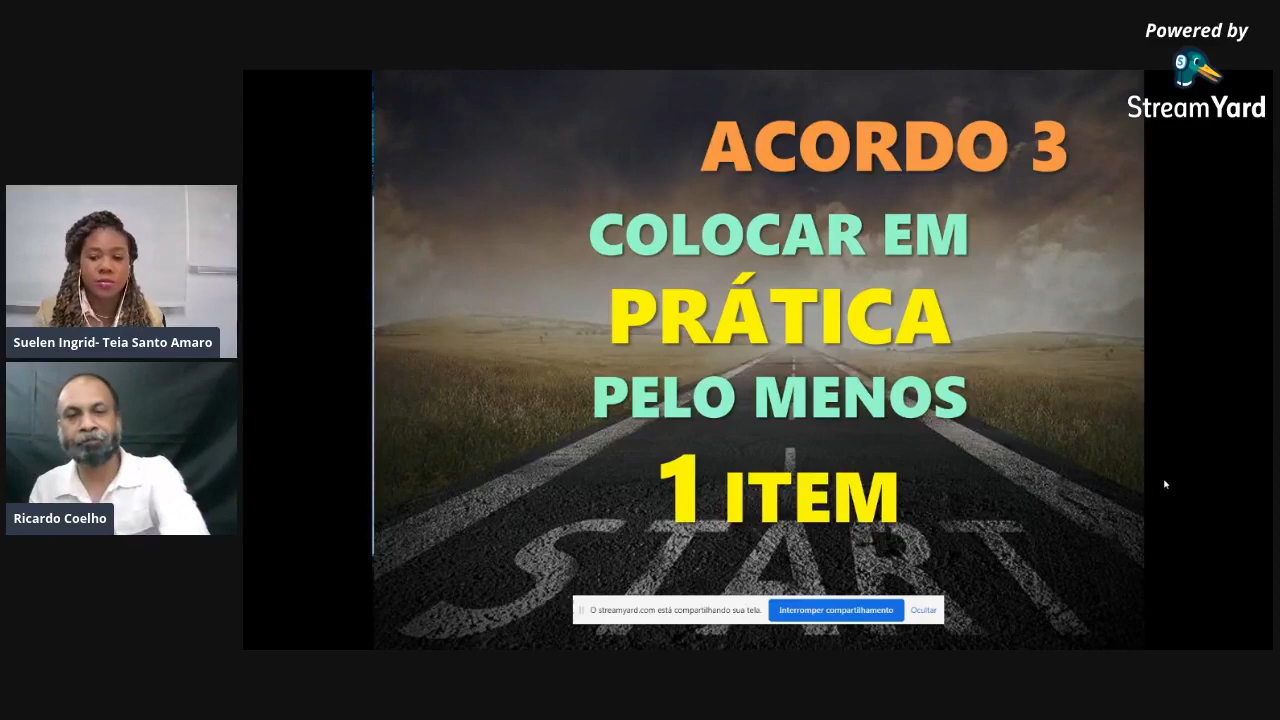 Powered by
StreamYard
ACORDO 3
COLOCAR EM
PRÁTICA
PELO MENOS
1 ITEM
START
Suelen Ingrid- Teia Santo Amaro
Ricardo Coelho
O streamyard.com está compartilhando sua tela.
Interromper compartilhamento
Ocultar